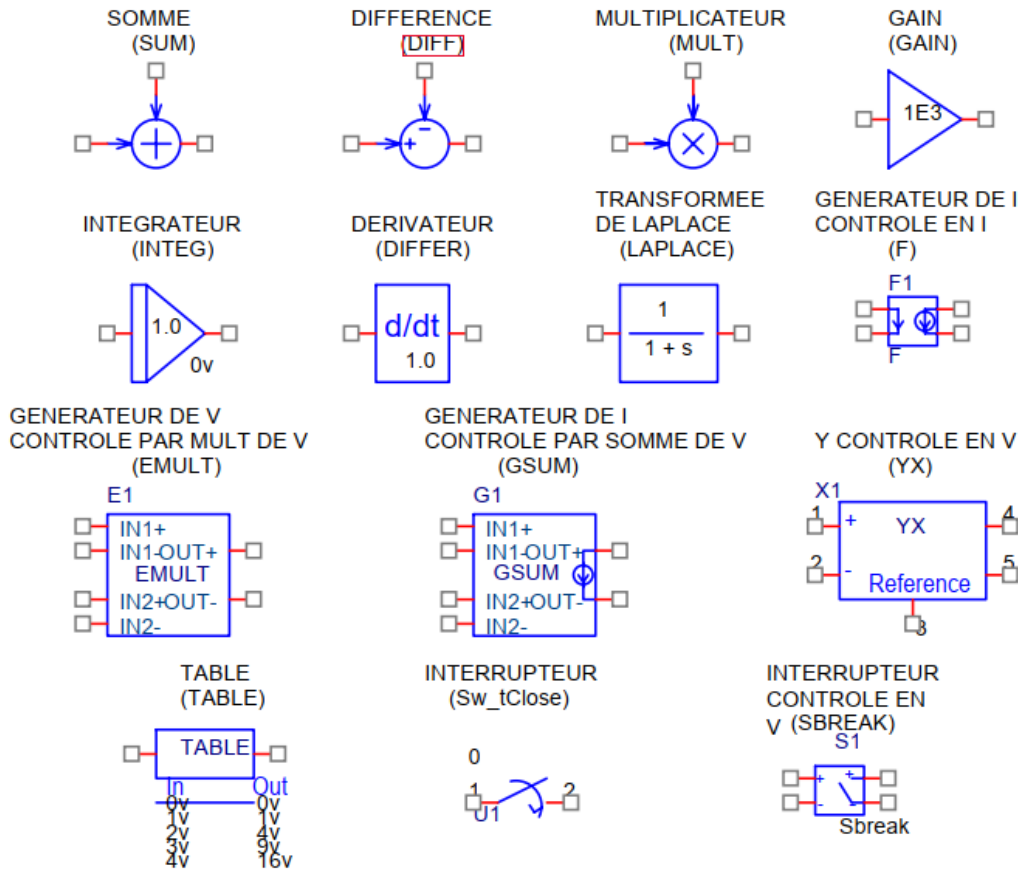 SOMME
(SUM)
DIFFERENCE
(DIFF)
MULTIPLICATEUR
(MULT)
GAIN
(GAIN)
+
-
+
×
1E3
INTEGRATEUR
(INTEG)
DERIVATEUR
(DIFFER)
TRANSFORMEE
DE LAPLACE
(LAPLACE)
GENERATEUR DE I
CONTROLE EN I
(F)
1.0
0v
d/dt
1.0
1
1 + s
F1
F
GENERATEUR DE V
CONTROLE PAR MULT DE V
(EMULT)
GENERATEUR DE I
CONTROLE PAR SOMME DE V
(GSUM)
Y CONTROLE EN V
(YX)
E1
IN1+
IN1-OUT+
EMULT
IN2+OUT-
IN2-
G1
IN1+
IN1-OUT+
GSUM
IN2+OUT-
IN2-
X1
1
+
YX
4
2
-
5
Reference
3
TABLE
(TABLE)
INTERRUPTEUR
(Sw_tClose)
INTERRUPTEUR
CONTROLE EN
V (SBREAK)
TABLE
In Out
0v 0v
1v 1v
2v 4v
3v 9v
4v 16v
0
1 2
U1
S1
+ +
- -
Sbreak